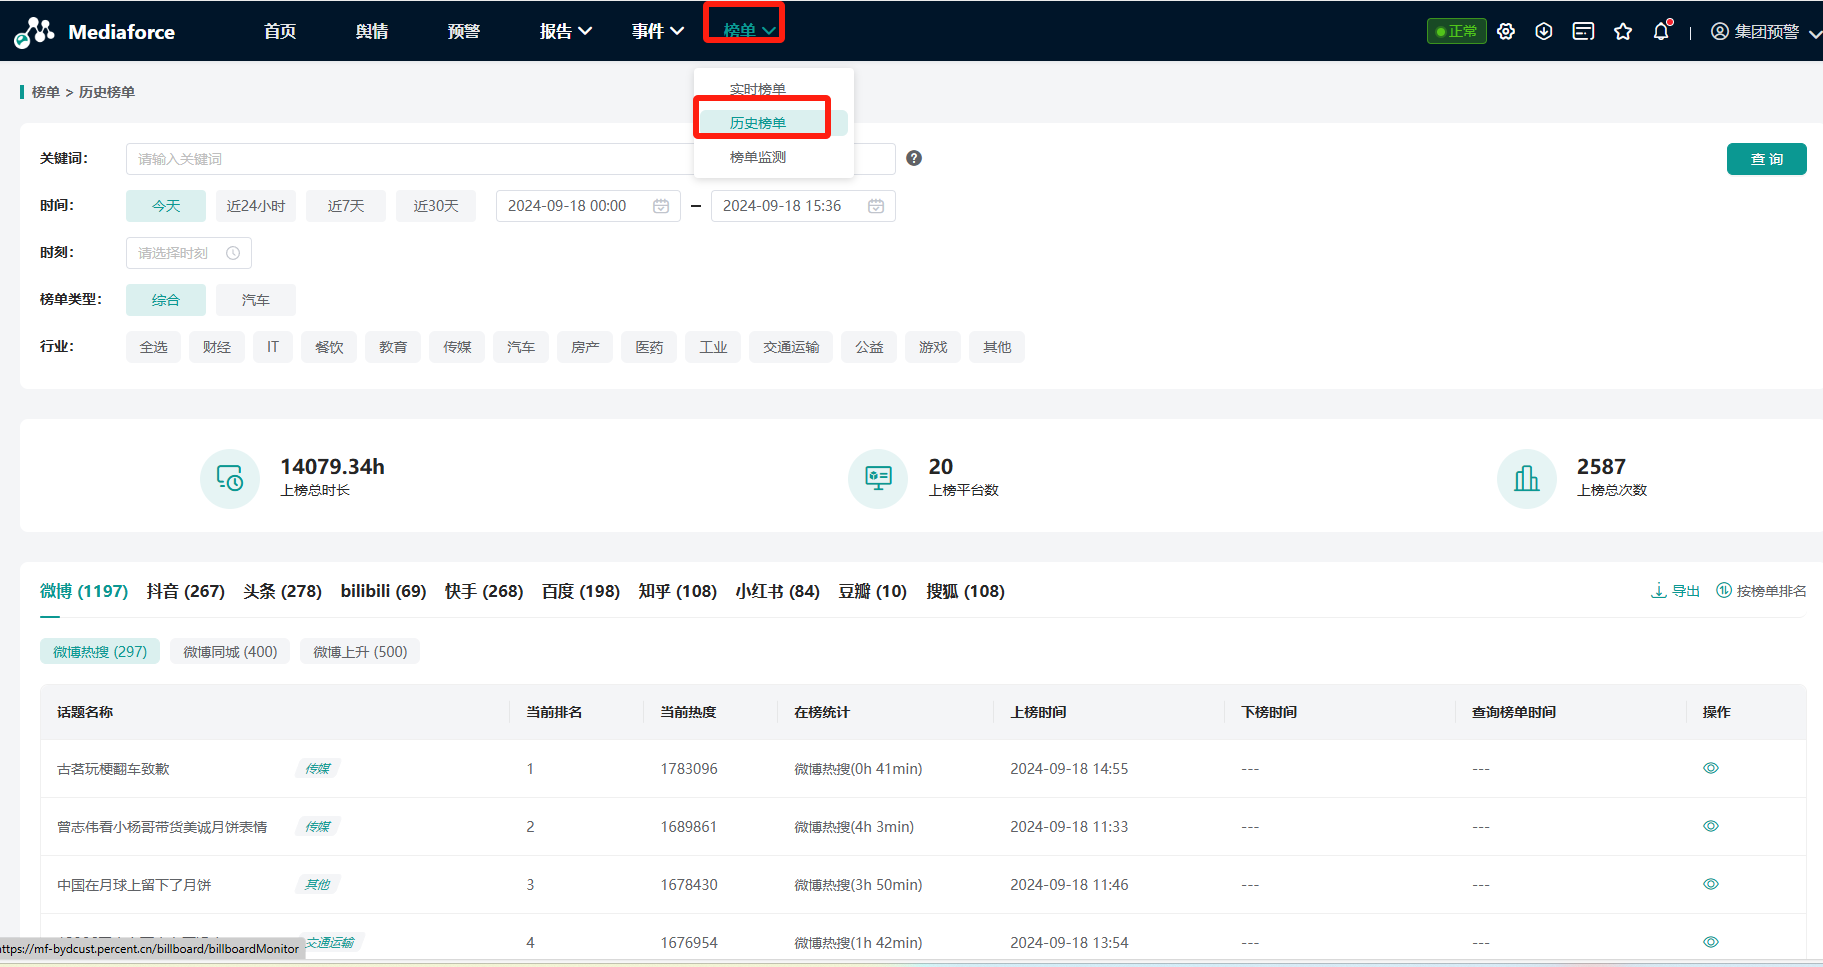 Mediaforce 首页 舆情 预警 报告 事件 榜单 正常 集团预警
榜单 > 历史榜单
实时榜单
历史榜单
榜单监测
关键词： 请输入关键词 查 询
时间： 今天 近24小时 近7天 近30天 2024-09-18 00:00 – 2024-09-18 15:36
时刻： 请选择时刻
榜单类型： 综合 汽车
行业： 全选 财经 IT 餐饮 教育 传媒 汽车 房产 医药 工业 交通运输 公益 游戏 其他
14079.34h 20 2587
上榜总时长 上榜平台数 上榜总次数
微博 (1197) 抖音 (267) 头条 (278) bilibili (69) 快手 (268) 百度 (198) 知乎 (108) 小红书 (84) 豆瓣 (10) 搜狐 (108) 导出 按榜单排名
微博热搜 (297) 微博同城 (400) 微博上升 (500)
话题名称 当前排名 当前热度 在榜统计 上榜时间 下榜时间 查询榜单时间 操作
古茗玩梗翻车致歉 传媒 1 1783096 微博热搜(0h 41min) 2024-09-18 14:55 --- ---
曾志伟看小杨哥带货美诚月饼表情 传媒 2 1689861 微博热搜(4h 3min) 2024-09-18 11:33 --- ---
中国在月球上留下了月饼 其他 3 1678430 微博热搜(3h 50min) 2024-09-18 11:46 --- ---
交通运输 4 1676954 微博热搜(1h 42min) 2024-09-18 13:54 --- ---
ttps://mf-bydcust.percent.cn/billboard/billboardMonitor